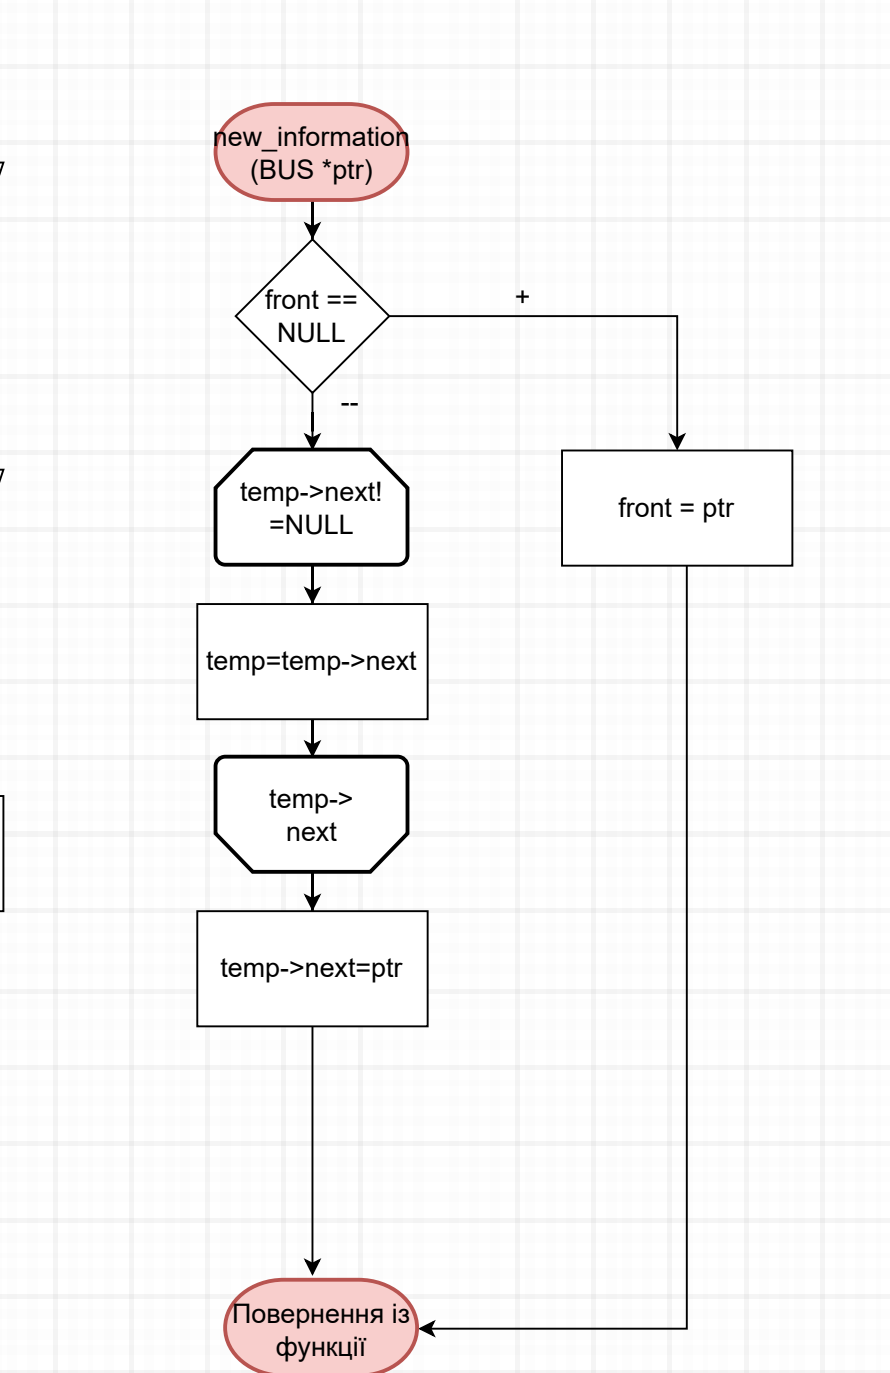 new_information
(BUS *ptr)
front ==
NULL
+
--
temp->next!
=NULL
front = ptr
temp=temp->next
temp->
next
temp->next=ptr
Повернення із
функції